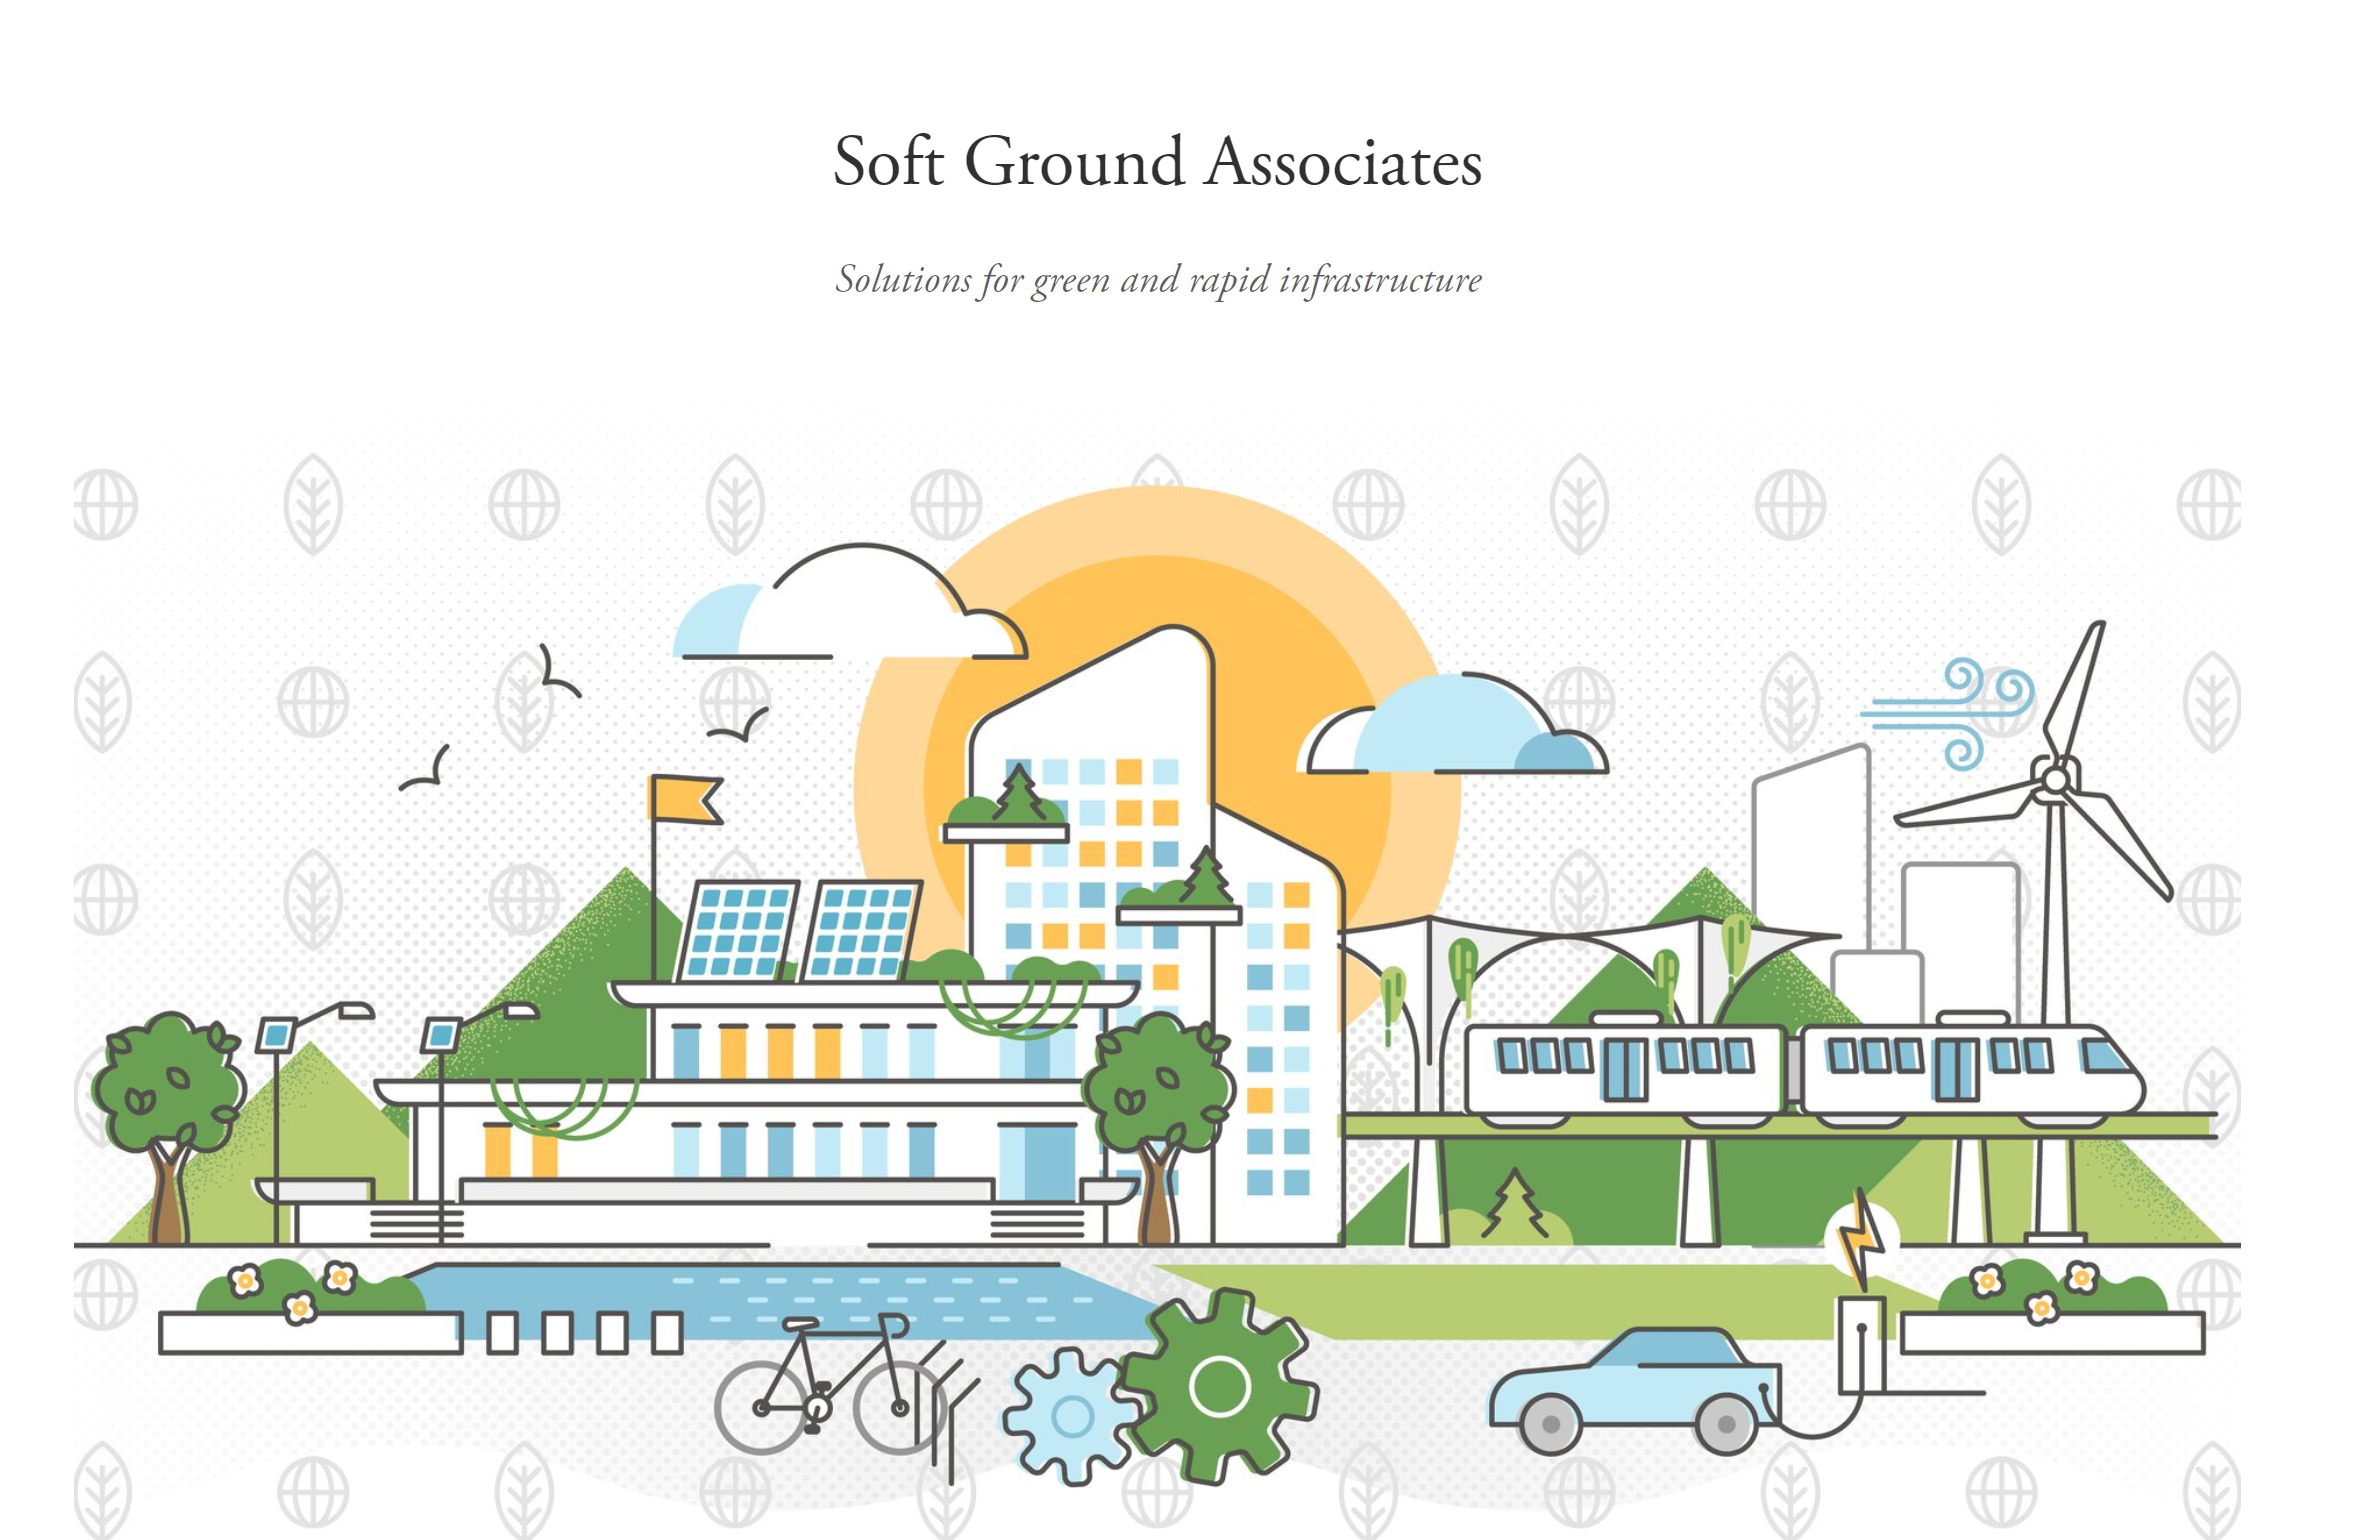 Soft Ground Associates
Solutions for green and rapid infrastructure